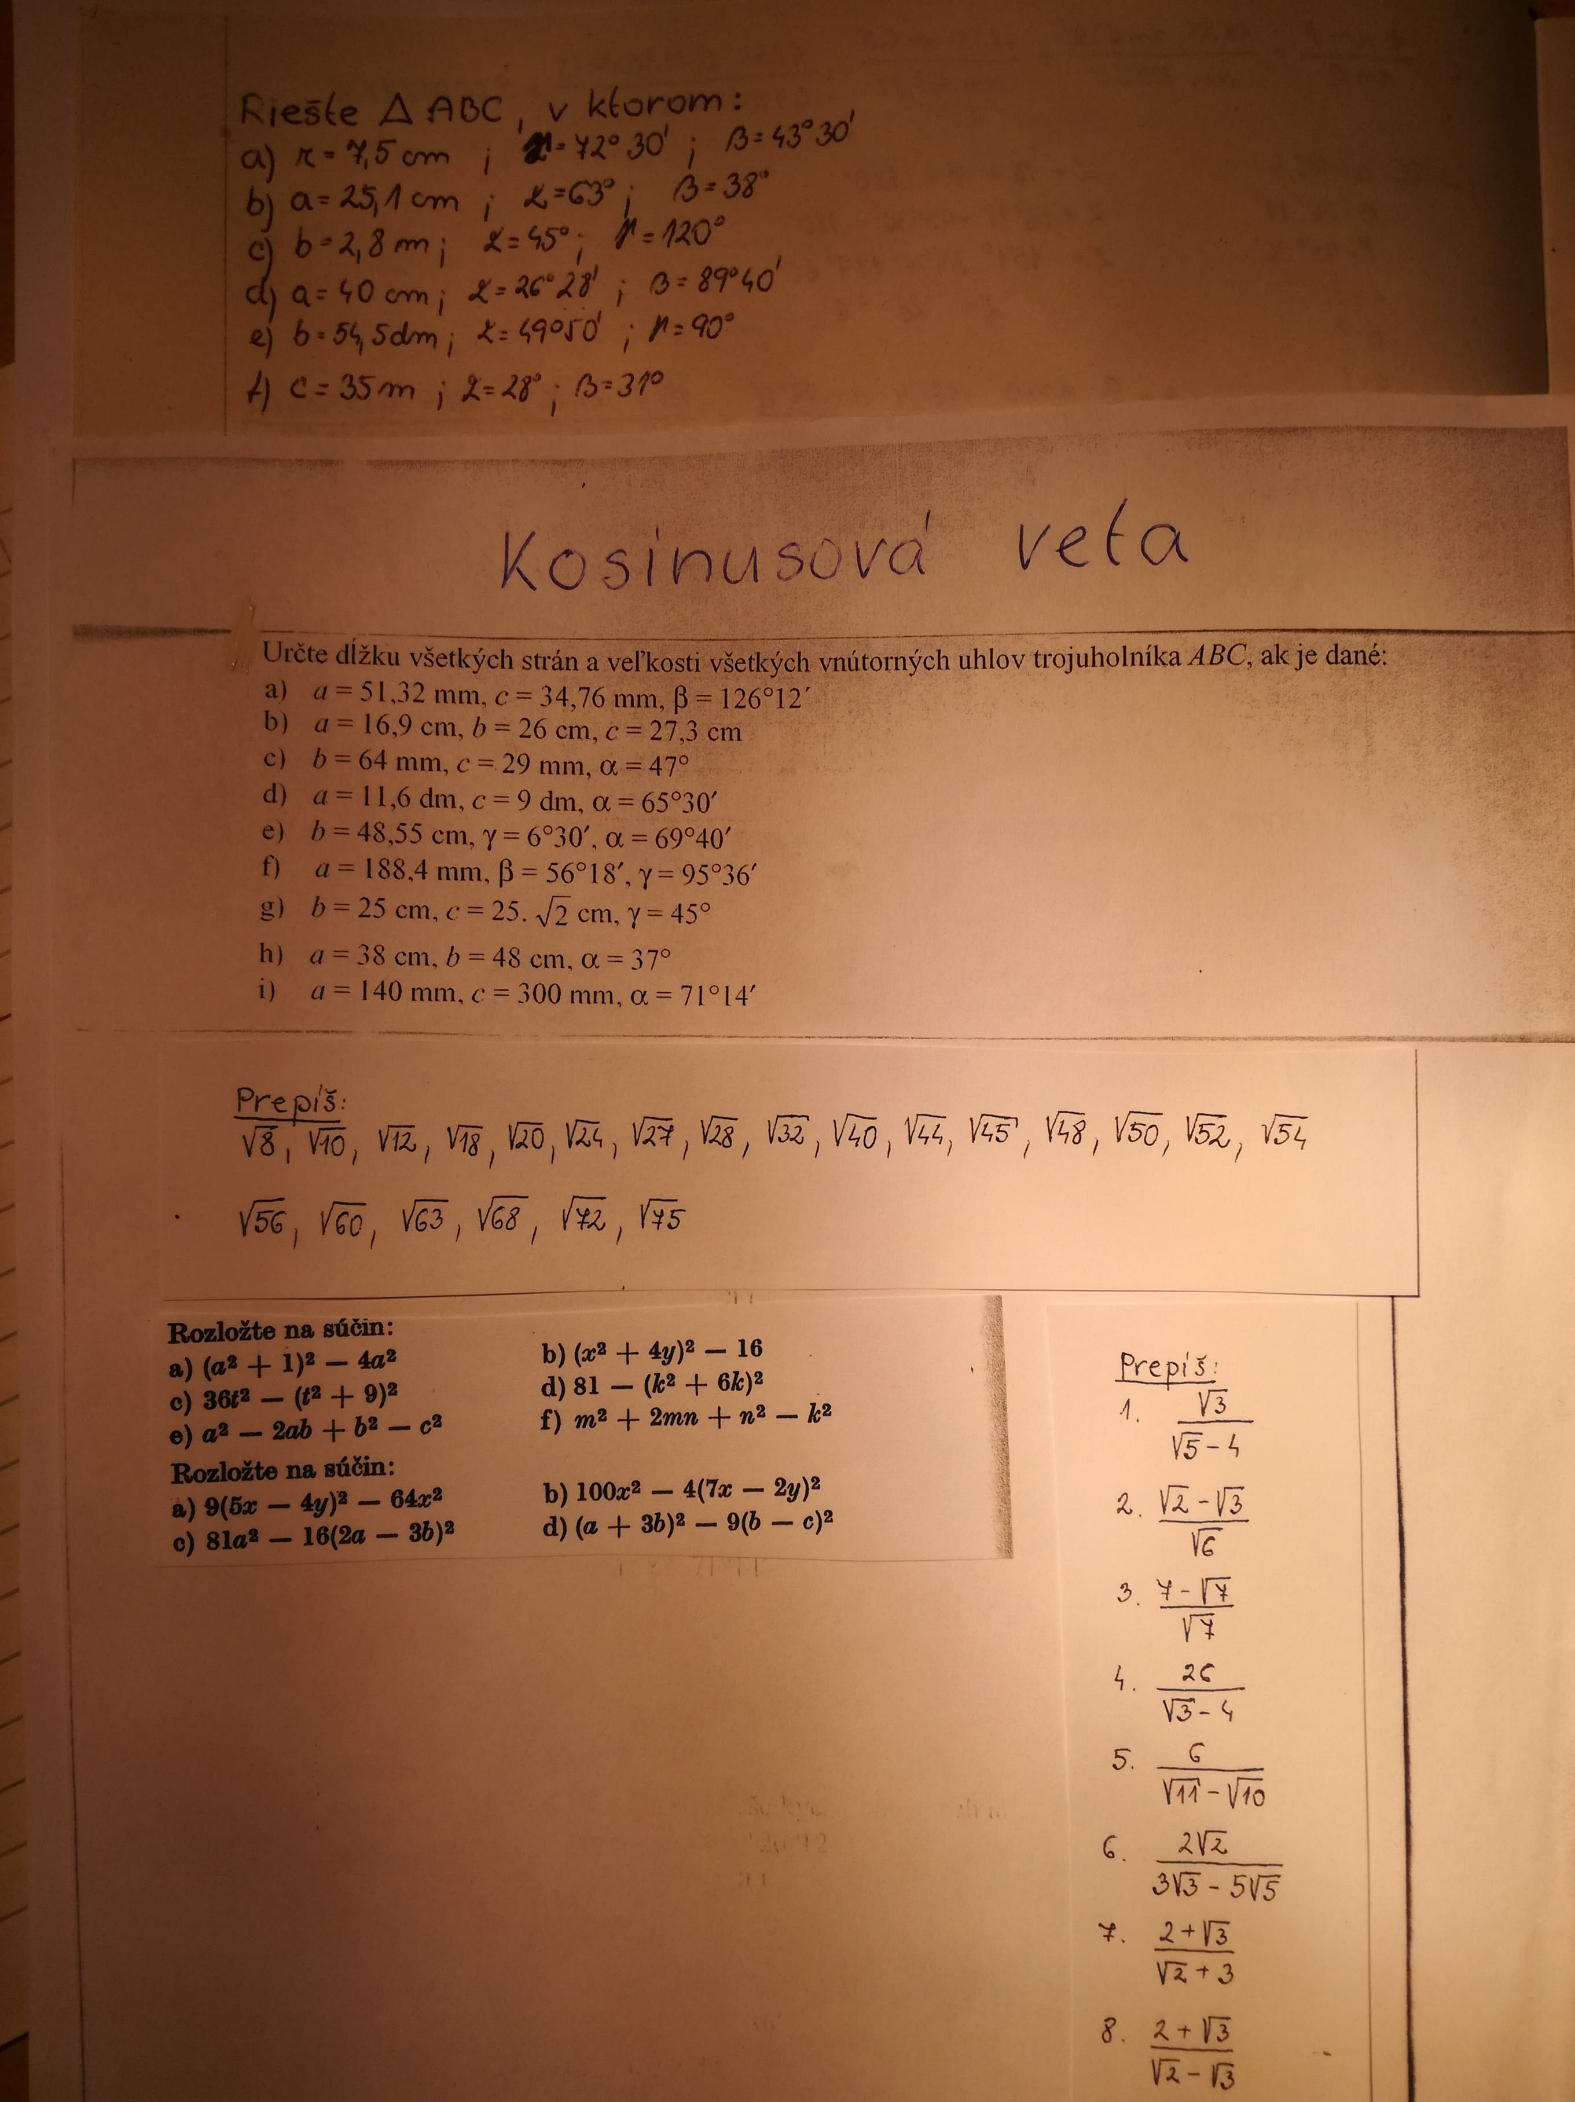 Riešte △ ABC, v ktorom:
a) r = 7,5 cm ; γ = 72° 30' ; β = 43° 30'
b) a = 25,1 cm ; α = 63° ; β = 38°
c) b = 2,8 m ; α = 45° ; γ = 120°
d) a = 40 cm ; α = 26° 28' ; β = 89° 40'
e) b = 54,5 dm ; α = 49° 50' ; γ = 90°
f) c = 35 m ; α = 28° ; β = 31°
Kosínusová veta
Určte dĺžku všetkých strán a veľkosti všetkých vnútorných uhlov trojuholníka ABC, ak je dané:
a) a = 51,32 mm, c = 34,76 mm, β = 126°12′
b) a = 16,9 cm, b = 26 cm, c = 27,3 cm
c) b = 64 mm, c = 29 mm, α = 47°
d) a = 11,6 dm, c = 9 dm, α = 65°30′
e) b = 48,55 cm, γ = 6°30′, α = 69°40′
f) a = 188,4 mm, β = 56°18′, γ = 95°36′
g) b = 25 cm, c = 25. √2 cm, γ = 45°
h) a = 38 cm, b = 48 cm, α = 37°
i) a = 140 mm, c = 300 mm, α = 71°14′
Prepíš:
√8, √10, √12, √18, √20, √24, √27, √28, √32, √40, √44, √45, √48, √50, √52, √54
√56, √60, √63, √68, √72, √75
Rozložte na súčin:
a) (a² + 1)² — 4a² b) (x² + 4y)² — 16
c) 36t² — (t² + 9)² d) 81 — (k² + 6k)²
e) a² — 2ab + b² — c² f) m² + 2mn + n² — k²
Rozložte na súčin:
a) 9(5x — 4y)² — 64x² b) 100x² — 4(7x — 2y)²
c) 81a² — 16(2a — 3b)² d) (a + 3b)² — 9(b — c)²
Prepíš:
1. √3
√5 - 4
2. √2 - √3
√6
3. 7 - √7
√7
4. 26
√3 - 4
5. 6
√11 - √10
6. 2√2
3√3 - 5√5
7. 2 + √3
√2 + 3
8. 2 + √3
√2 - √3